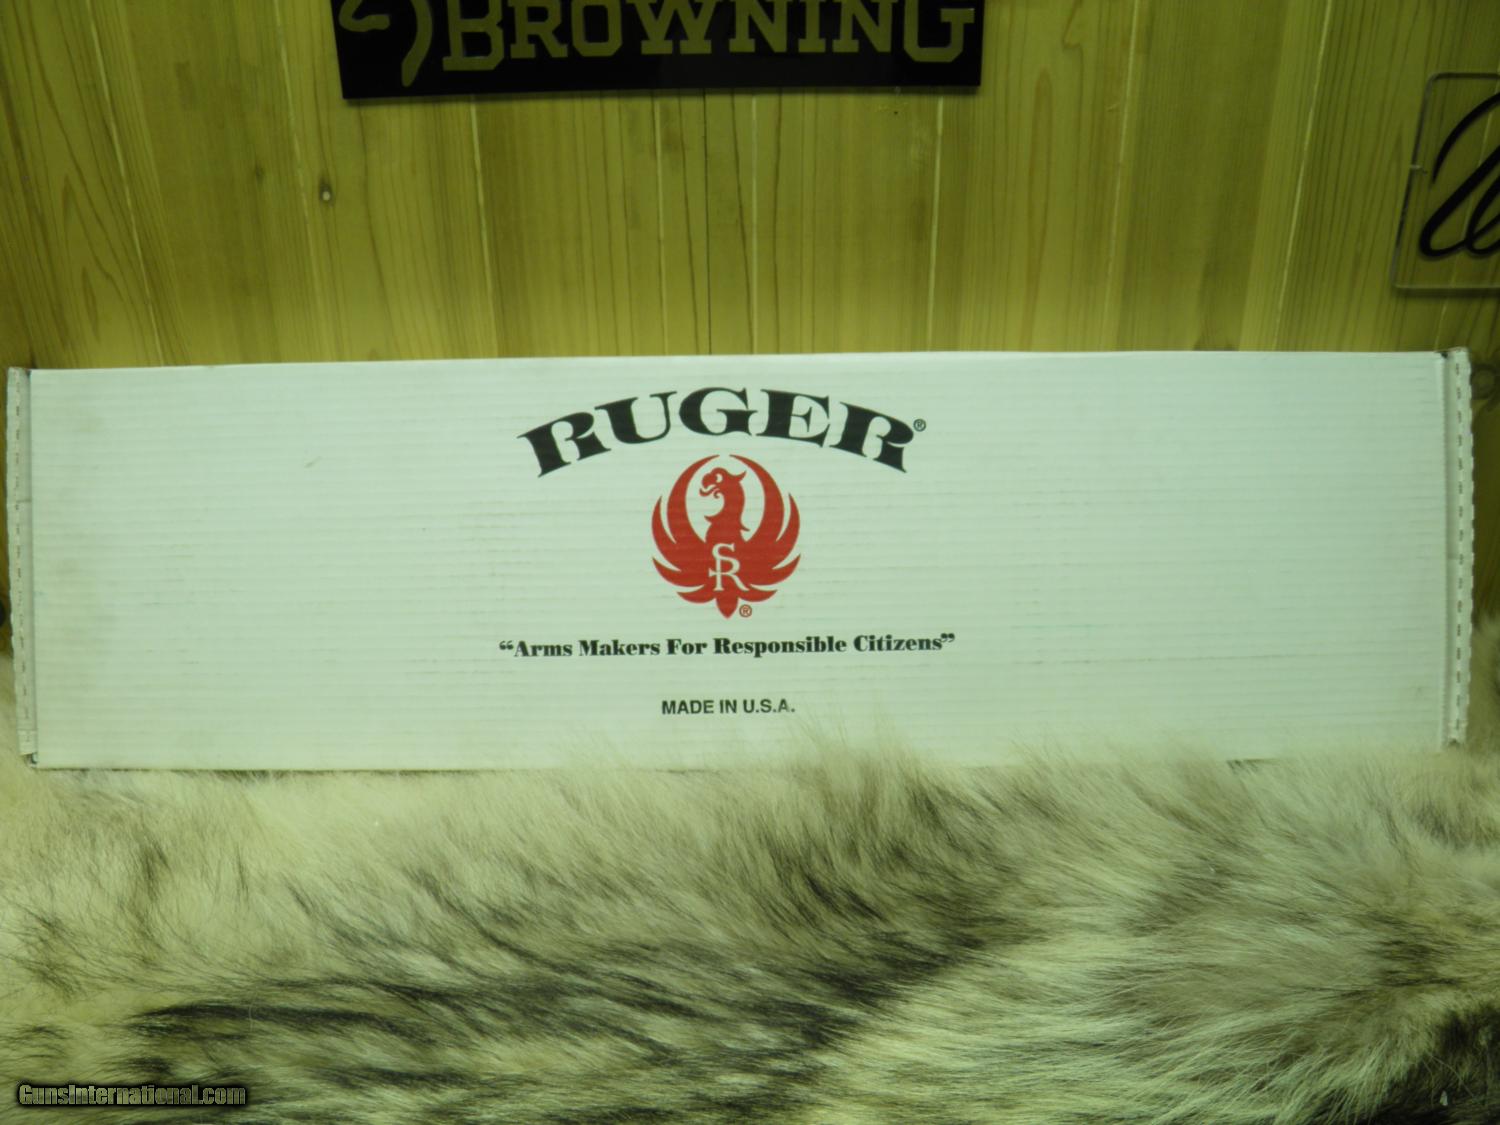 BROWNING
RUGER®
SR
®
“Arms Makers For Responsible Citizens”
MADE IN U.S.A.
GunsInternational.com